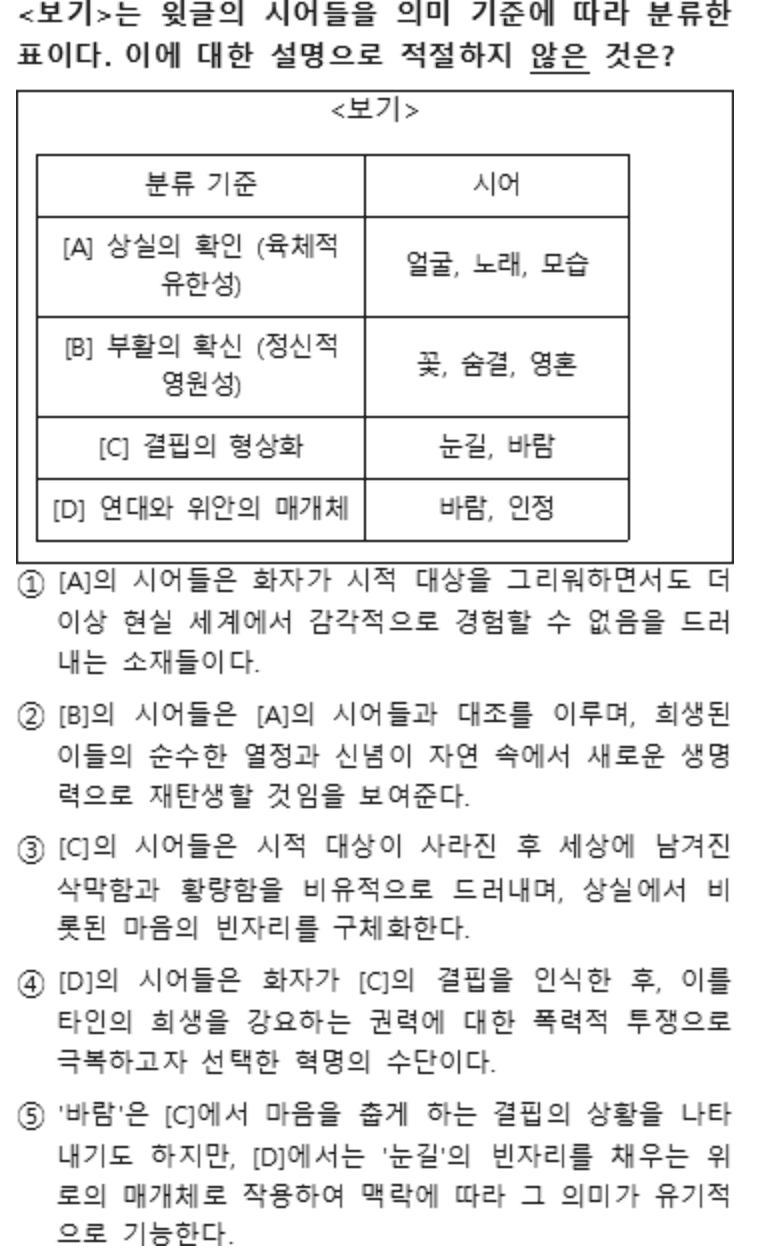 <보기>는 윗글의 시어들을 의미 기준에 따라 분류한
표이다. 이에 대한 설명으로 적절하지 않은 것은?
<보기>
분류 기준 시어
[A] 상실의 확인 (육체적
유한성)
얼굴, 노래, 모습
[B] 부활의 확신 (정신적
영원성)
꽃, 숨결, 영혼
[C] 결핍의 형상화 눈길, 바람
[D] 연대와 위안의 매개체 바람, 인정
① [A]의 시어들은 화자가 시적 대상을 그리워하면서도 더
이상 현실 세계에서 감각적으로 경험할 수 없음을 드러
내는 소재들이다.
② [B]의 시어들은 [A]의 시어들과 대조를 이루며, 희생된
이들의 순수한 열정과 신념이 자연 속에서 새로운 생명
력으로 재탄생할 것임을 보여준다.
③ [C]의 시어들은 시적 대상이 사라진 후 세상에 남겨진
삭막함과 황량함을 비유적으로 드러내며, 상실에서 비
롯된 마음의 빈자리를 구체화한다.
④ [D]의 시어들은 화자가 [C]의 결핍을 인식한 후, 이를
타인의 희생을 강요하는 권력에 대한 폭력적 투쟁으로
극복하고자 선택한 혁명의 수단이다.
⑤ '바람'은 [C]에서 마음을 춥게 하는 결핍의 상황을 나타
내기도 하지만, [D]에서는 '눈길'의 빈자리를 채우는 위
로의 매개체로 작용하여 맥락에 따라 그 의미가 유기적
으로 기능한다.